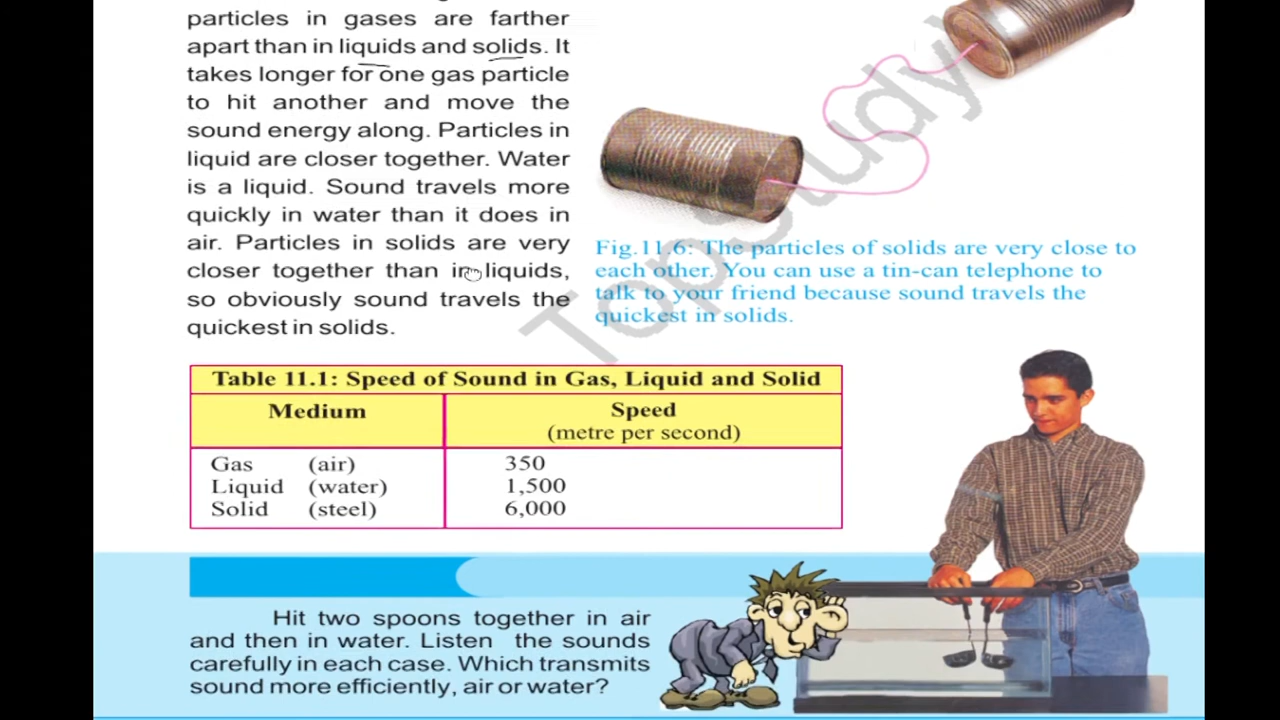 particles in gases are farther
apart than in liquids and solids. It
takes longer for one gas particle
to hit another and move the
sound energy along. Particles in
liquid are closer together. Water
is a liquid. Sound travels more
quickly in water than it does in
air. Particles in solids are very
closer together than in liquids,
so obviously sound travels the
quickest in solids.
Fig.11.6: The particles of solids are very close to
each other. You can use a tin-can telephone to
talk to your friend because sound travels the
quickest in solids.
Table 11.1: Speed of Sound in Gas, Liquid and Solid
Medium Speed
(metre per second)
Gas (air) 350
Liquid (water) 1,500
Solid (steel) 6,000
Hit two spoons together in air
and then in water. Listen the sounds
carefully in each case. Which transmits
sound more efficiently, air or water?
TopStudy